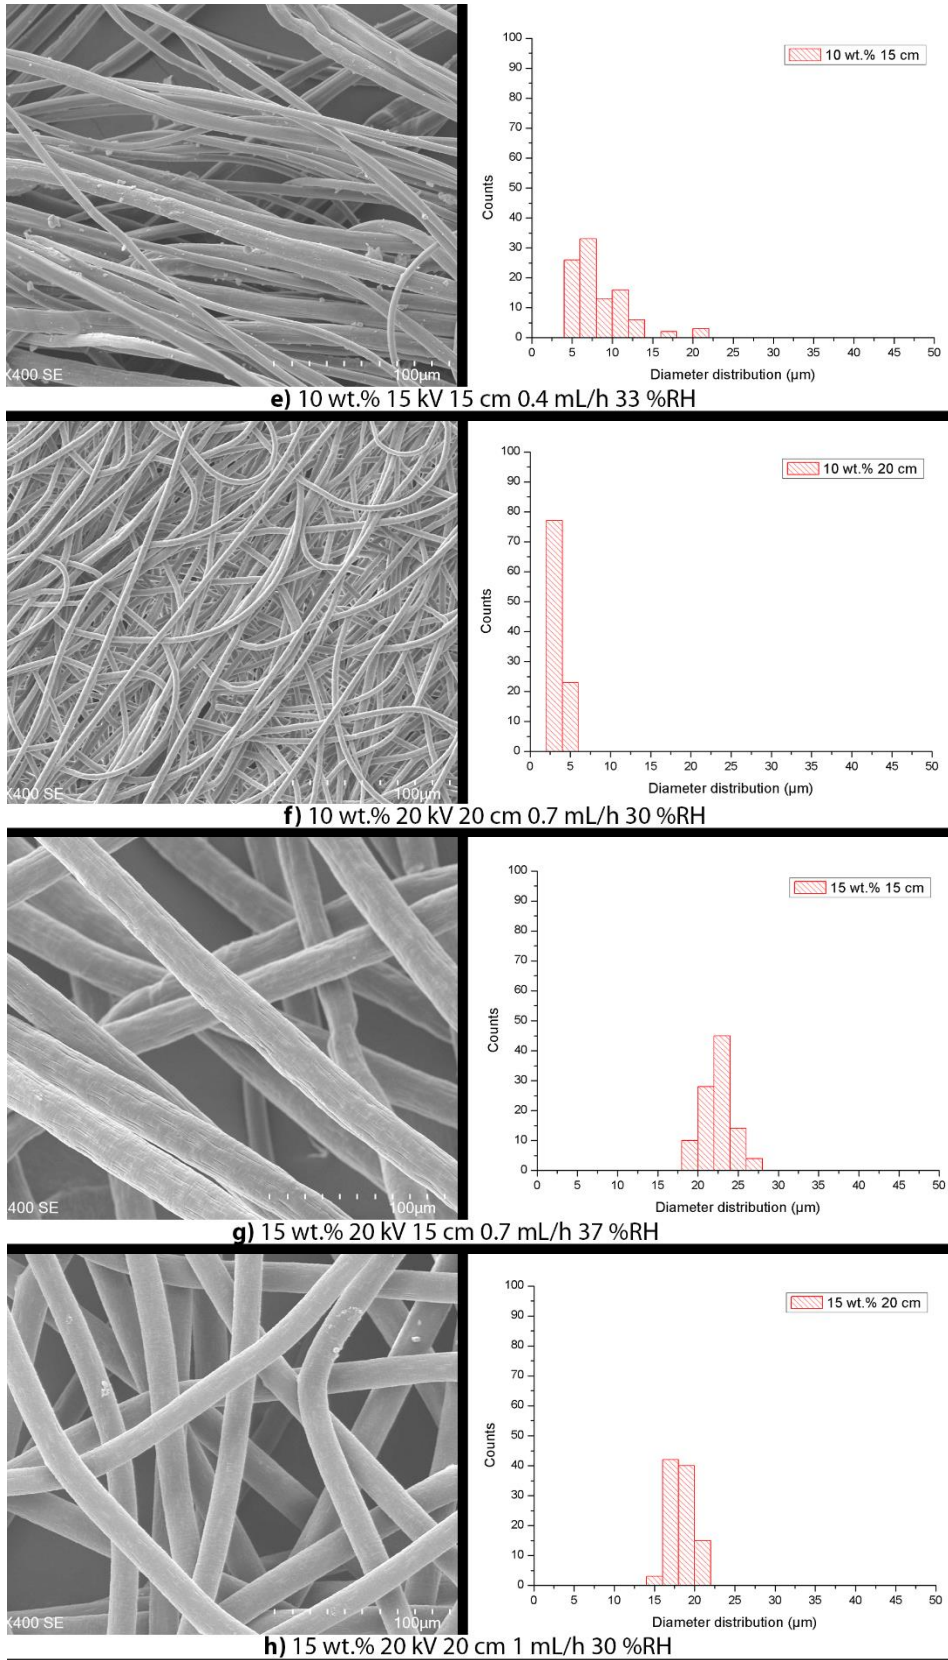 100
90
80
70
60
50
40
30
20
10
0
Counts
10 wt.% 15 cm
0 5 10 15 20 25 30 35 40 45 50
Diameter distribution (µm)
X400 SE
100µm
e) 10 wt.% 15 kV 15 cm 0.4 mL/h 33 %RH
100
90
80
70
60
50
40
30
20
10
0
Counts
10 wt.% 20 cm
0 5 10 15 20 25 30 35 40 45 50
Diameter distribution (µm)
X400 SE
100µm
f) 10 wt.% 20 kV 20 cm 0.7 mL/h 30 %RH
100
90
80
70
60
50
40
30
20
10
0
Counts
15 wt.% 15 cm
0 5 10 15 20 25 30 35 40 45 50
Diameter distribution (µm)
400 SE
100µm
g) 15 wt.% 20 kV 15 cm 0.7 mL/h 37 %RH
100
90
80
70
60
50
40
30
20
10
0
Counts
15 wt.% 20 cm
0 5 10 15 20 25 30 35 40 45 50
Diameter distribution (µm)
X400 SE
100µm
h) 15 wt.% 20 kV 20 cm 1 mL/h 30 %RH